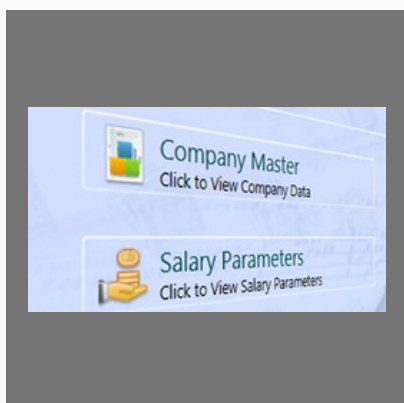 Company Master
Click to View Company Data
Salary Parameters
Click to View Salary Parameters